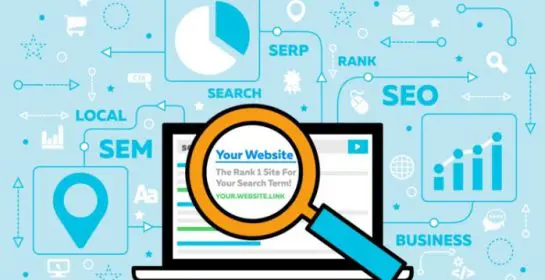 SERP
RANK
SEARCH
SEO
LOCAL
SEM
Your Website
The Rank 1 Site For
Your Search Term!
YOUR.WEBSITE.LINK
Aa
BUSINESS